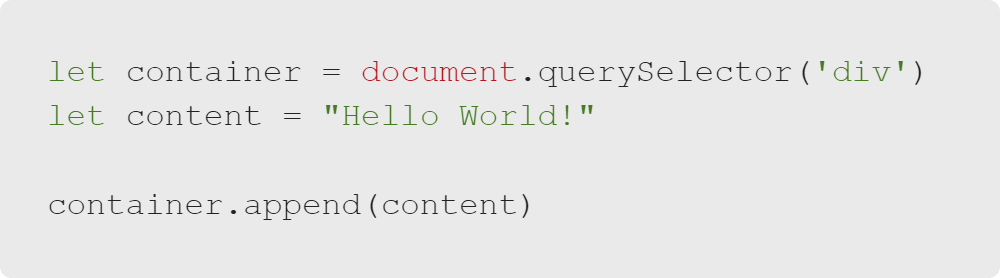 let container = document.querySelector('div')
let content = "Hello World!"
container.append(content)